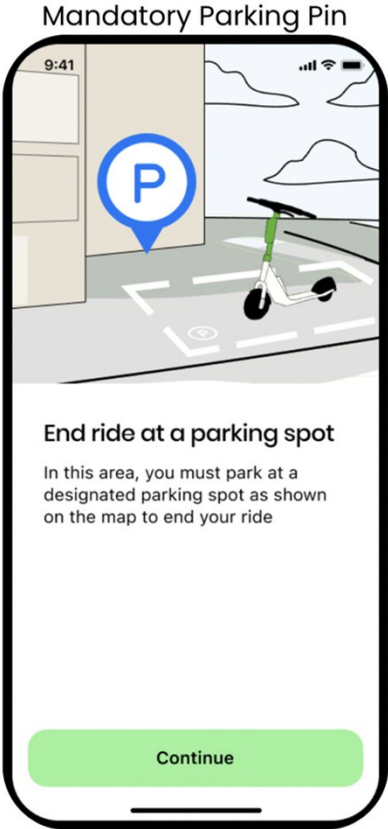 Mandatory Parking Pin
9:41
P
P
End ride at a parking spot
In this area, you must park at a
designated parking spot as shown
on the map to end your ride
Continue